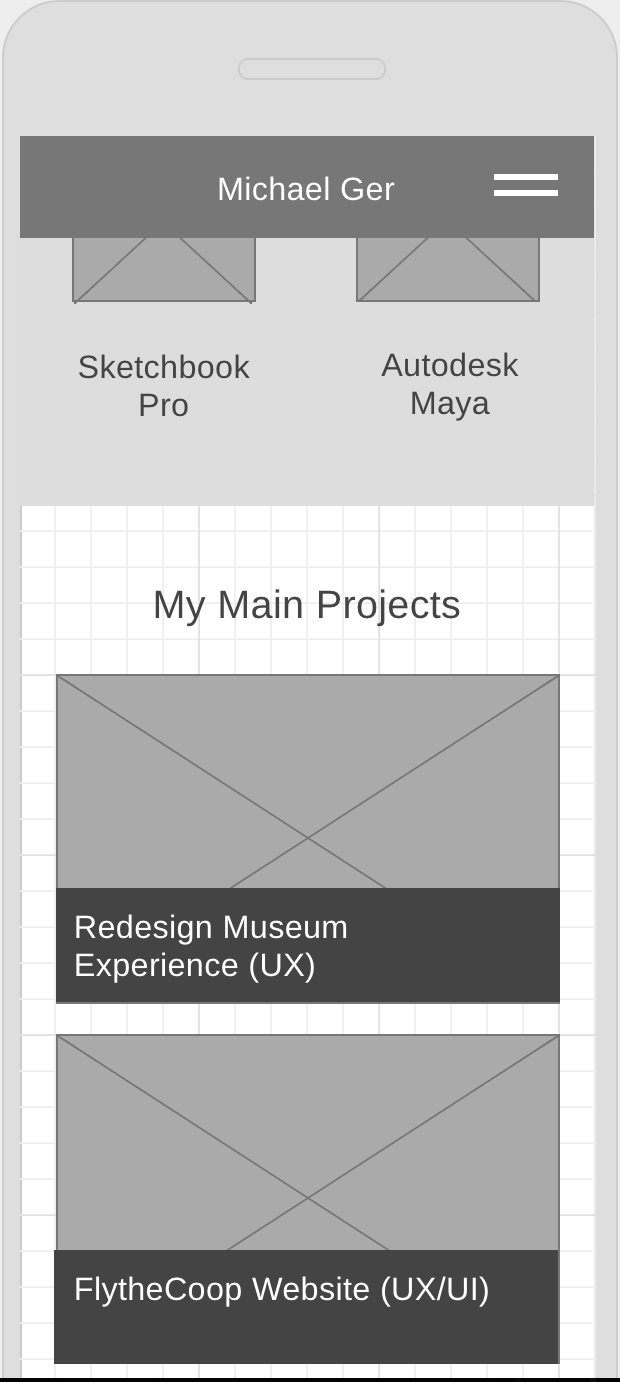 Michael Ger
Sketchbook
Pro
Autodesk
Maya
My Main Projects
Redesign Museum
Experience (UX)
FlytheCoop Website (UX/UI)